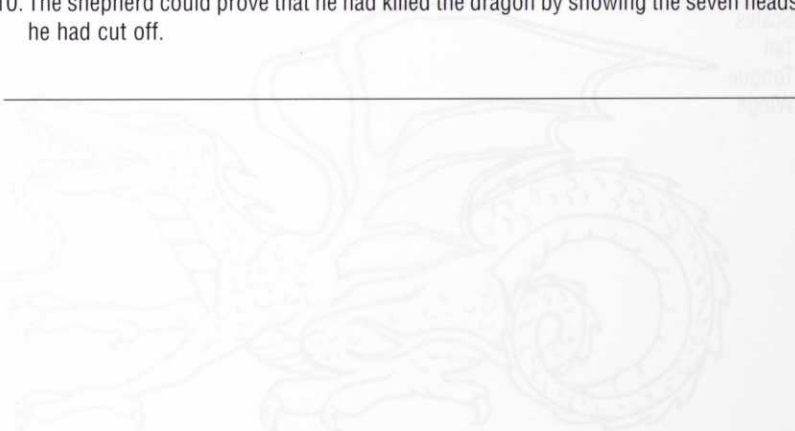 10. The shepherd could prove that he had killed the dragon by showing the seven heads
he had cut off.